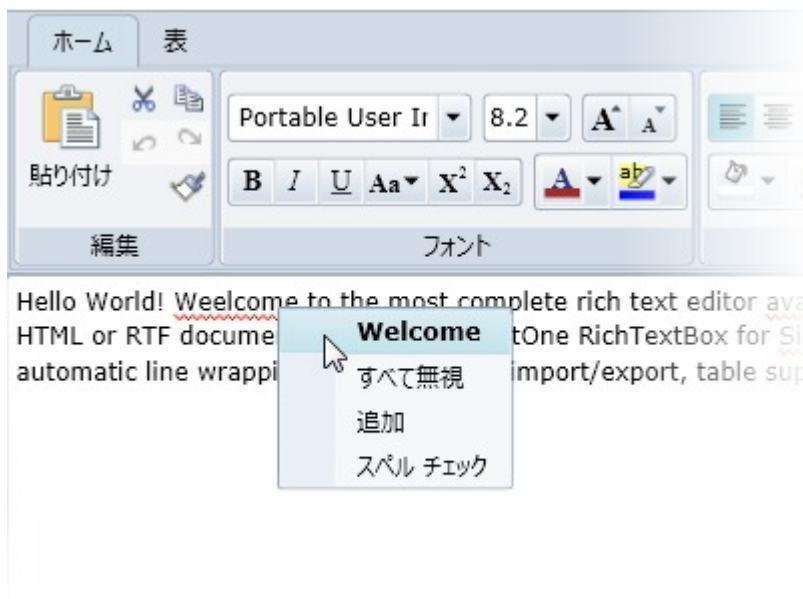 ホーム 表
Portable User Ir 8.2 A A
貼り付け B I U Aa X² X₂ A ab
編集 フォント
Hello World! Weelcome to the most complete rich text editor ava
HTML or RTF docume tOne RichTextBox for Si
automatic line wrappi import/export, table sup
Welcome
すべて無視
追加
スペル チェック